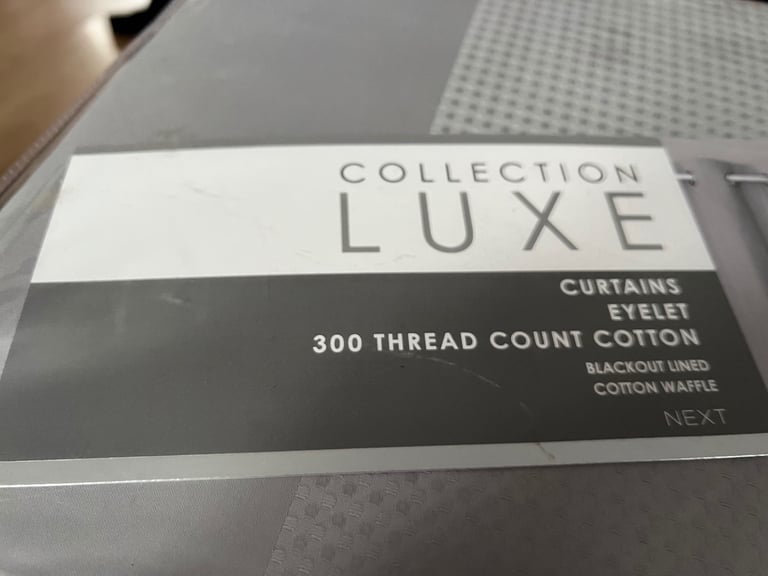 COLLECTION
LUXE
CURTAINS
EYELET
300 THREAD COUNT COTTON
BLACKOUT LINED
COTTON WAFFLE
NEXT